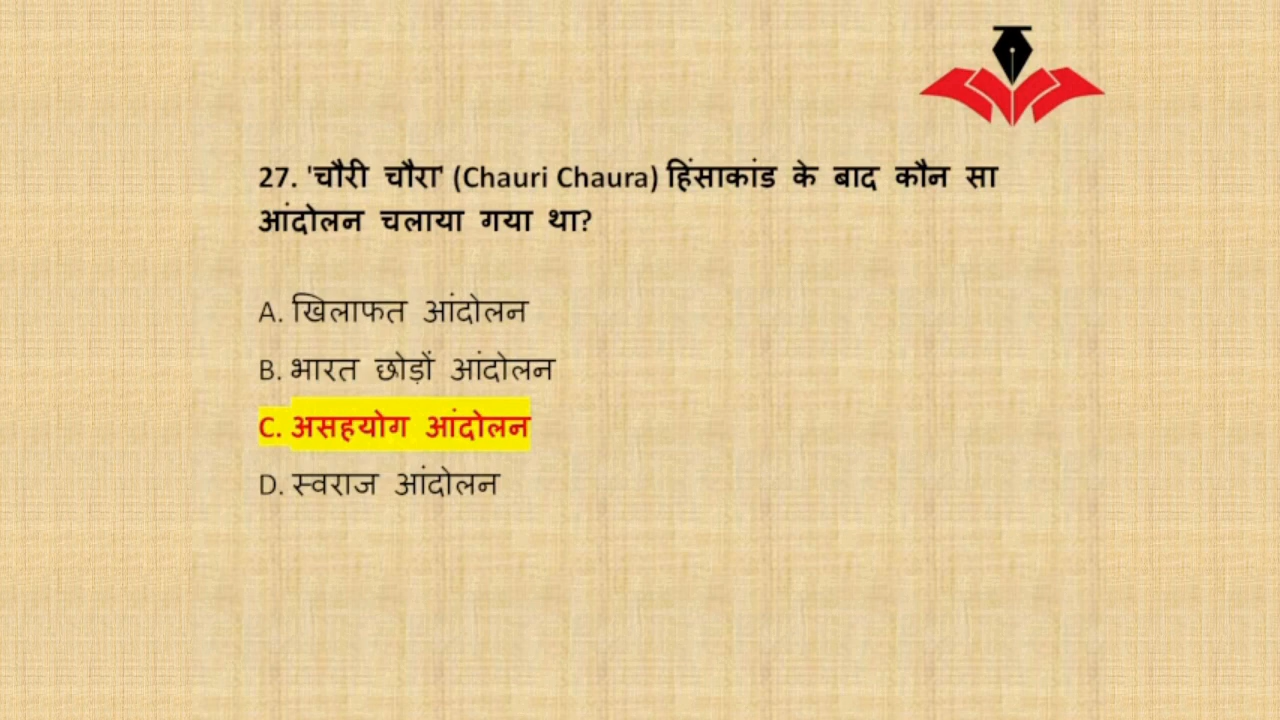 27. 'चौरी चौरा' (Chauri Chaura) हिंसाकांड के बाद कौन सा
आंदोलन चलाया गया था?
A. खिलाफत आंदोलन
B. भारत छोड़ों आंदोलन
C. असहयोग आंदोलन
D. स्वराज आंदोलन